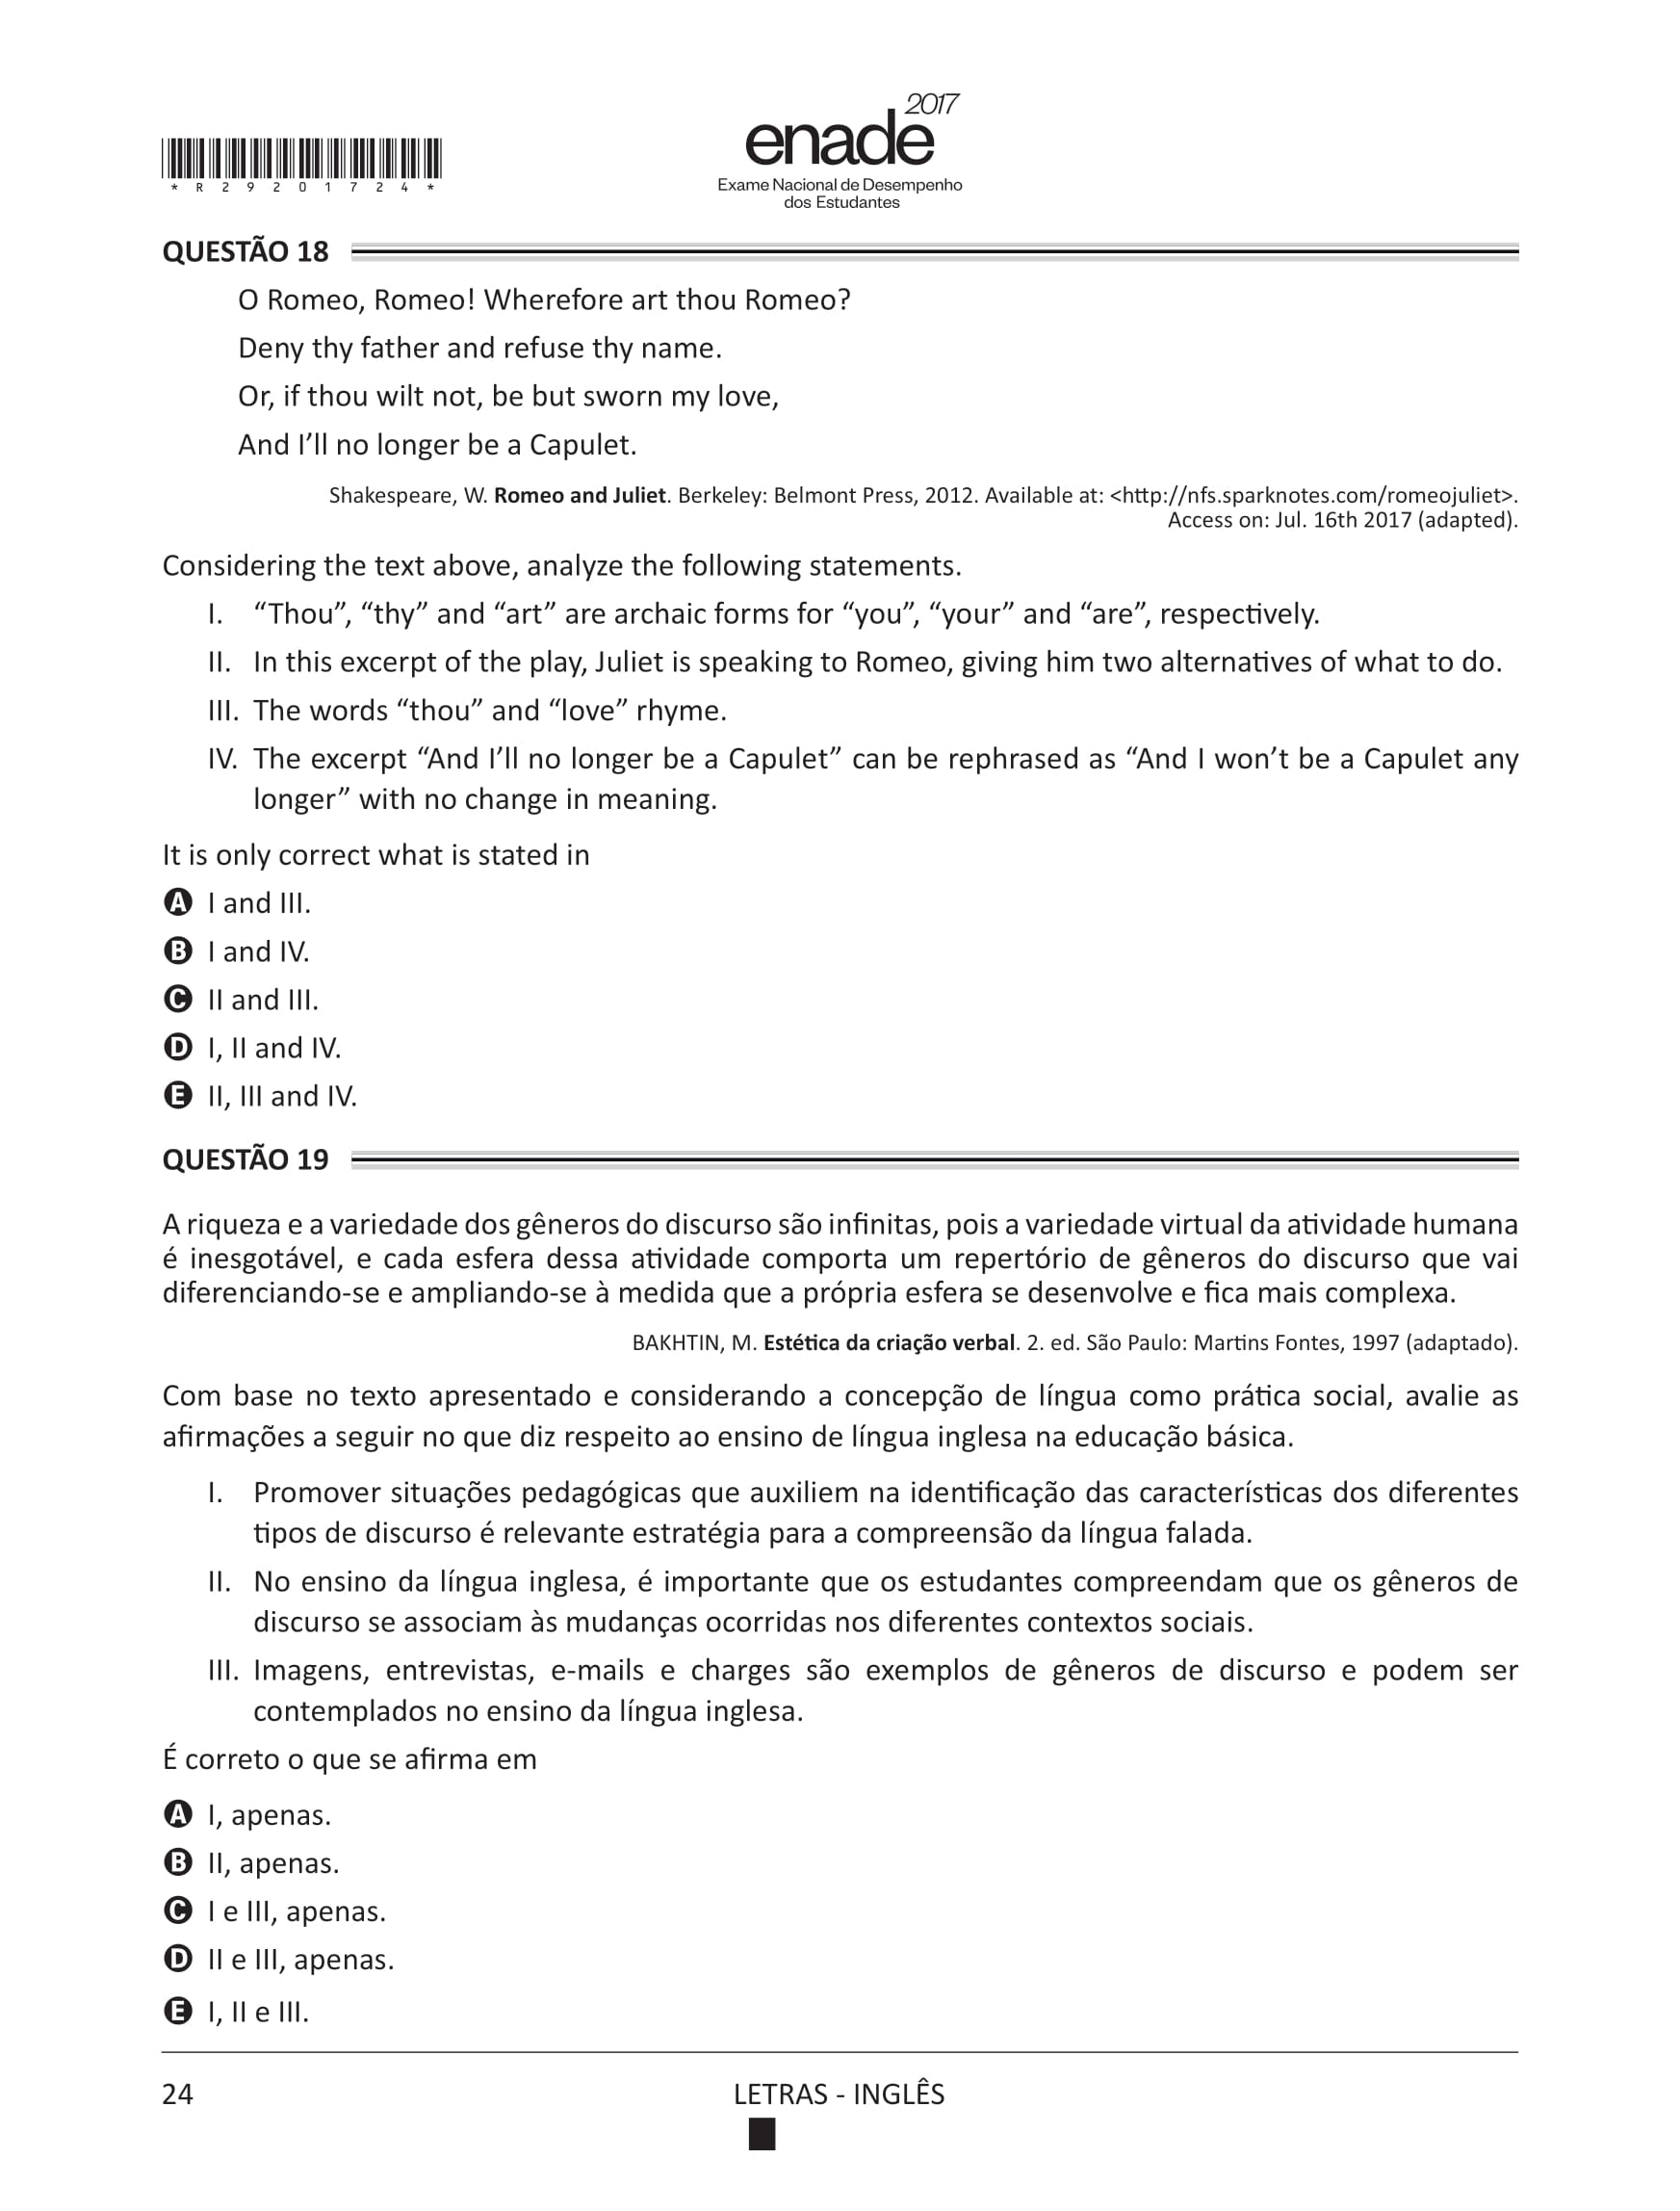 2017
enade
Exame Nacional de Desempenho
dos Estudantes
* R 2 9 2 0 1 7 2 4 *
QUESTÃO 18
O Romeo, Romeo! Wherefore art thou Romeo?
Deny thy father and refuse thy name.
Or, if thou wilt not, be but sworn my love,
And I’ll no longer be a Capulet.
Shakespeare, W. Romeo and Juliet. Berkeley: Belmont Press, 2012. Available at: <http://nfs.sparknotes.com/romeojuliet>.
Access on: Jul. 16th 2017 (adapted).
Considering the text above, analyze the following statements.
I. “Thou”, “thy” and “art” are archaic forms for “you”, “your” and “are”, respectively.
II. In this excerpt of the play, Juliet is speaking to Romeo, giving him two alternatives of what to do.
III. The words “thou” and “love” rhyme.
IV. The excerpt “And I’ll no longer be a Capulet” can be rephrased as “And I won’t be a Capulet any
longer” with no change in meaning.
It is only correct what is stated in
A I and III.
B I and IV.
C II and III.
D I, II and IV.
E II, III and IV.
QUESTÃO 19
A riqueza e a variedade dos gêneros do discurso são infinitas, pois a variedade virtual da atividade humana
é inesgotável, e cada esfera dessa atividade comporta um repertório de gêneros do discurso que vai
diferenciando-se e ampliando-se à medida que a própria esfera se desenvolve e fica mais complexa.
BAKHTIN, M. Estética da criação verbal. 2. ed. São Paulo: Martins Fontes, 1997 (adaptado).
Com base no texto apresentado e considerando a concepção de língua como prática social, avalie as
afirmações a seguir no que diz respeito ao ensino de língua inglesa na educação básica.
I. Promover situações pedagógicas que auxiliem na identificação das características dos diferentes
tipos de discurso é relevante estratégia para a compreensão da língua falada.
II. No ensino da língua inglesa, é importante que os estudantes compreendam que os gêneros de
discurso se associam às mudanças ocorridas nos diferentes contextos sociais.
III. Imagens, entrevistas, e-mails e charges são exemplos de gêneros de discurso e podem ser
contemplados no ensino da língua inglesa.
É correto o que se afirma em
A I, apenas.
B II, apenas.
C I e III, apenas.
D II e III, apenas.
E I, II e III.
24
LETRAS - INGLÊS